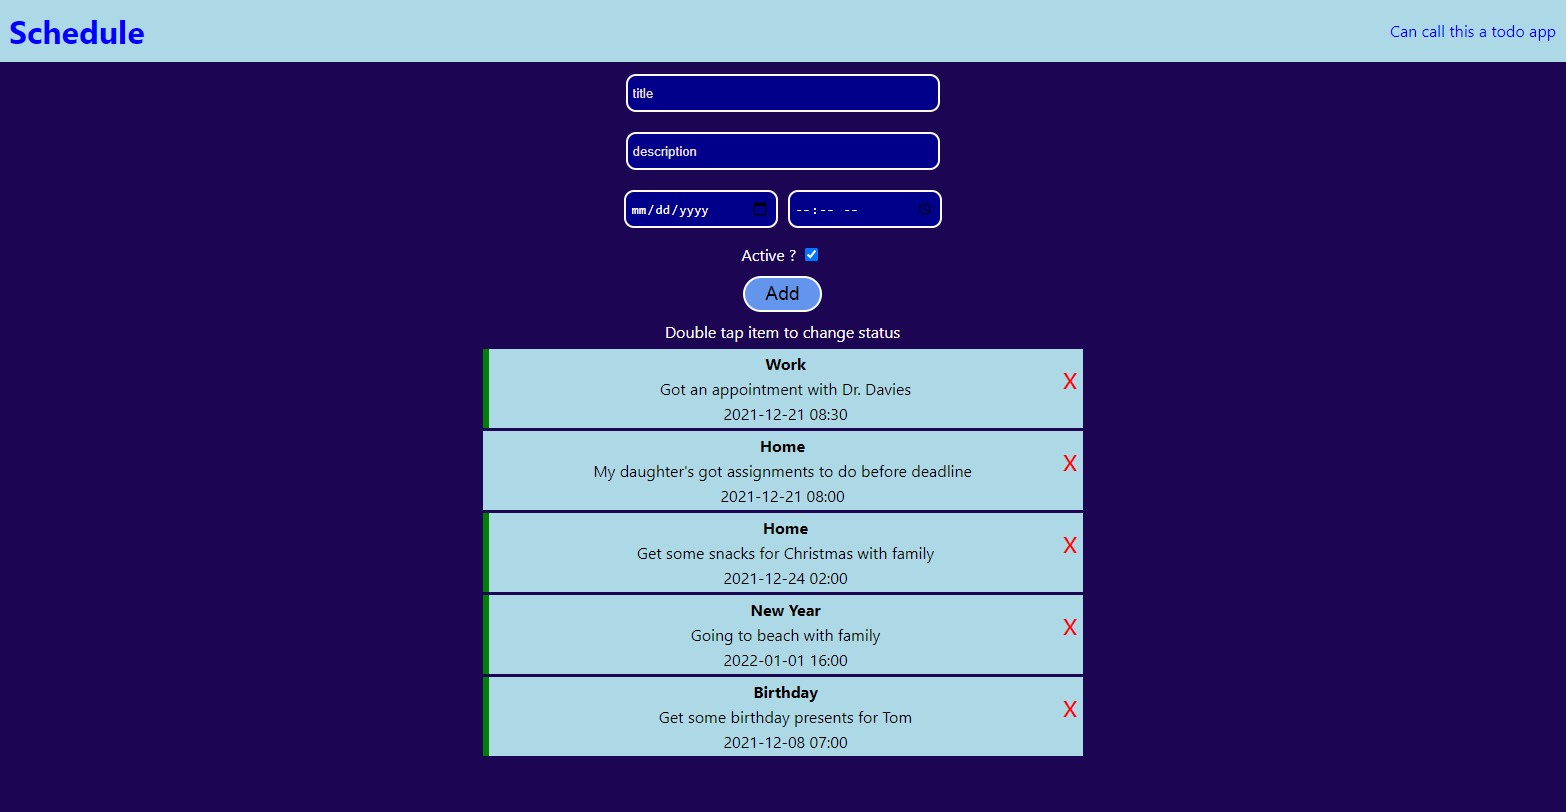 Schedule
Can call this a todo app
title
description
mm/dd/yyyy
--:-- --
Active ?
Add
Double tap item to change status
Work
Got an appointment with Dr. Davies
2021-12-21 08:30
X
Home
My daughter's got assignments to do before deadline
2021-12-21 08:00
X
Home
Get some snacks for Christmas with family
2021-12-24 02:00
X
New Year
Going to beach with family
2022-01-01 16:00
X
Birthday
Get some birthday presents for Tom
2021-12-08 07:00
X